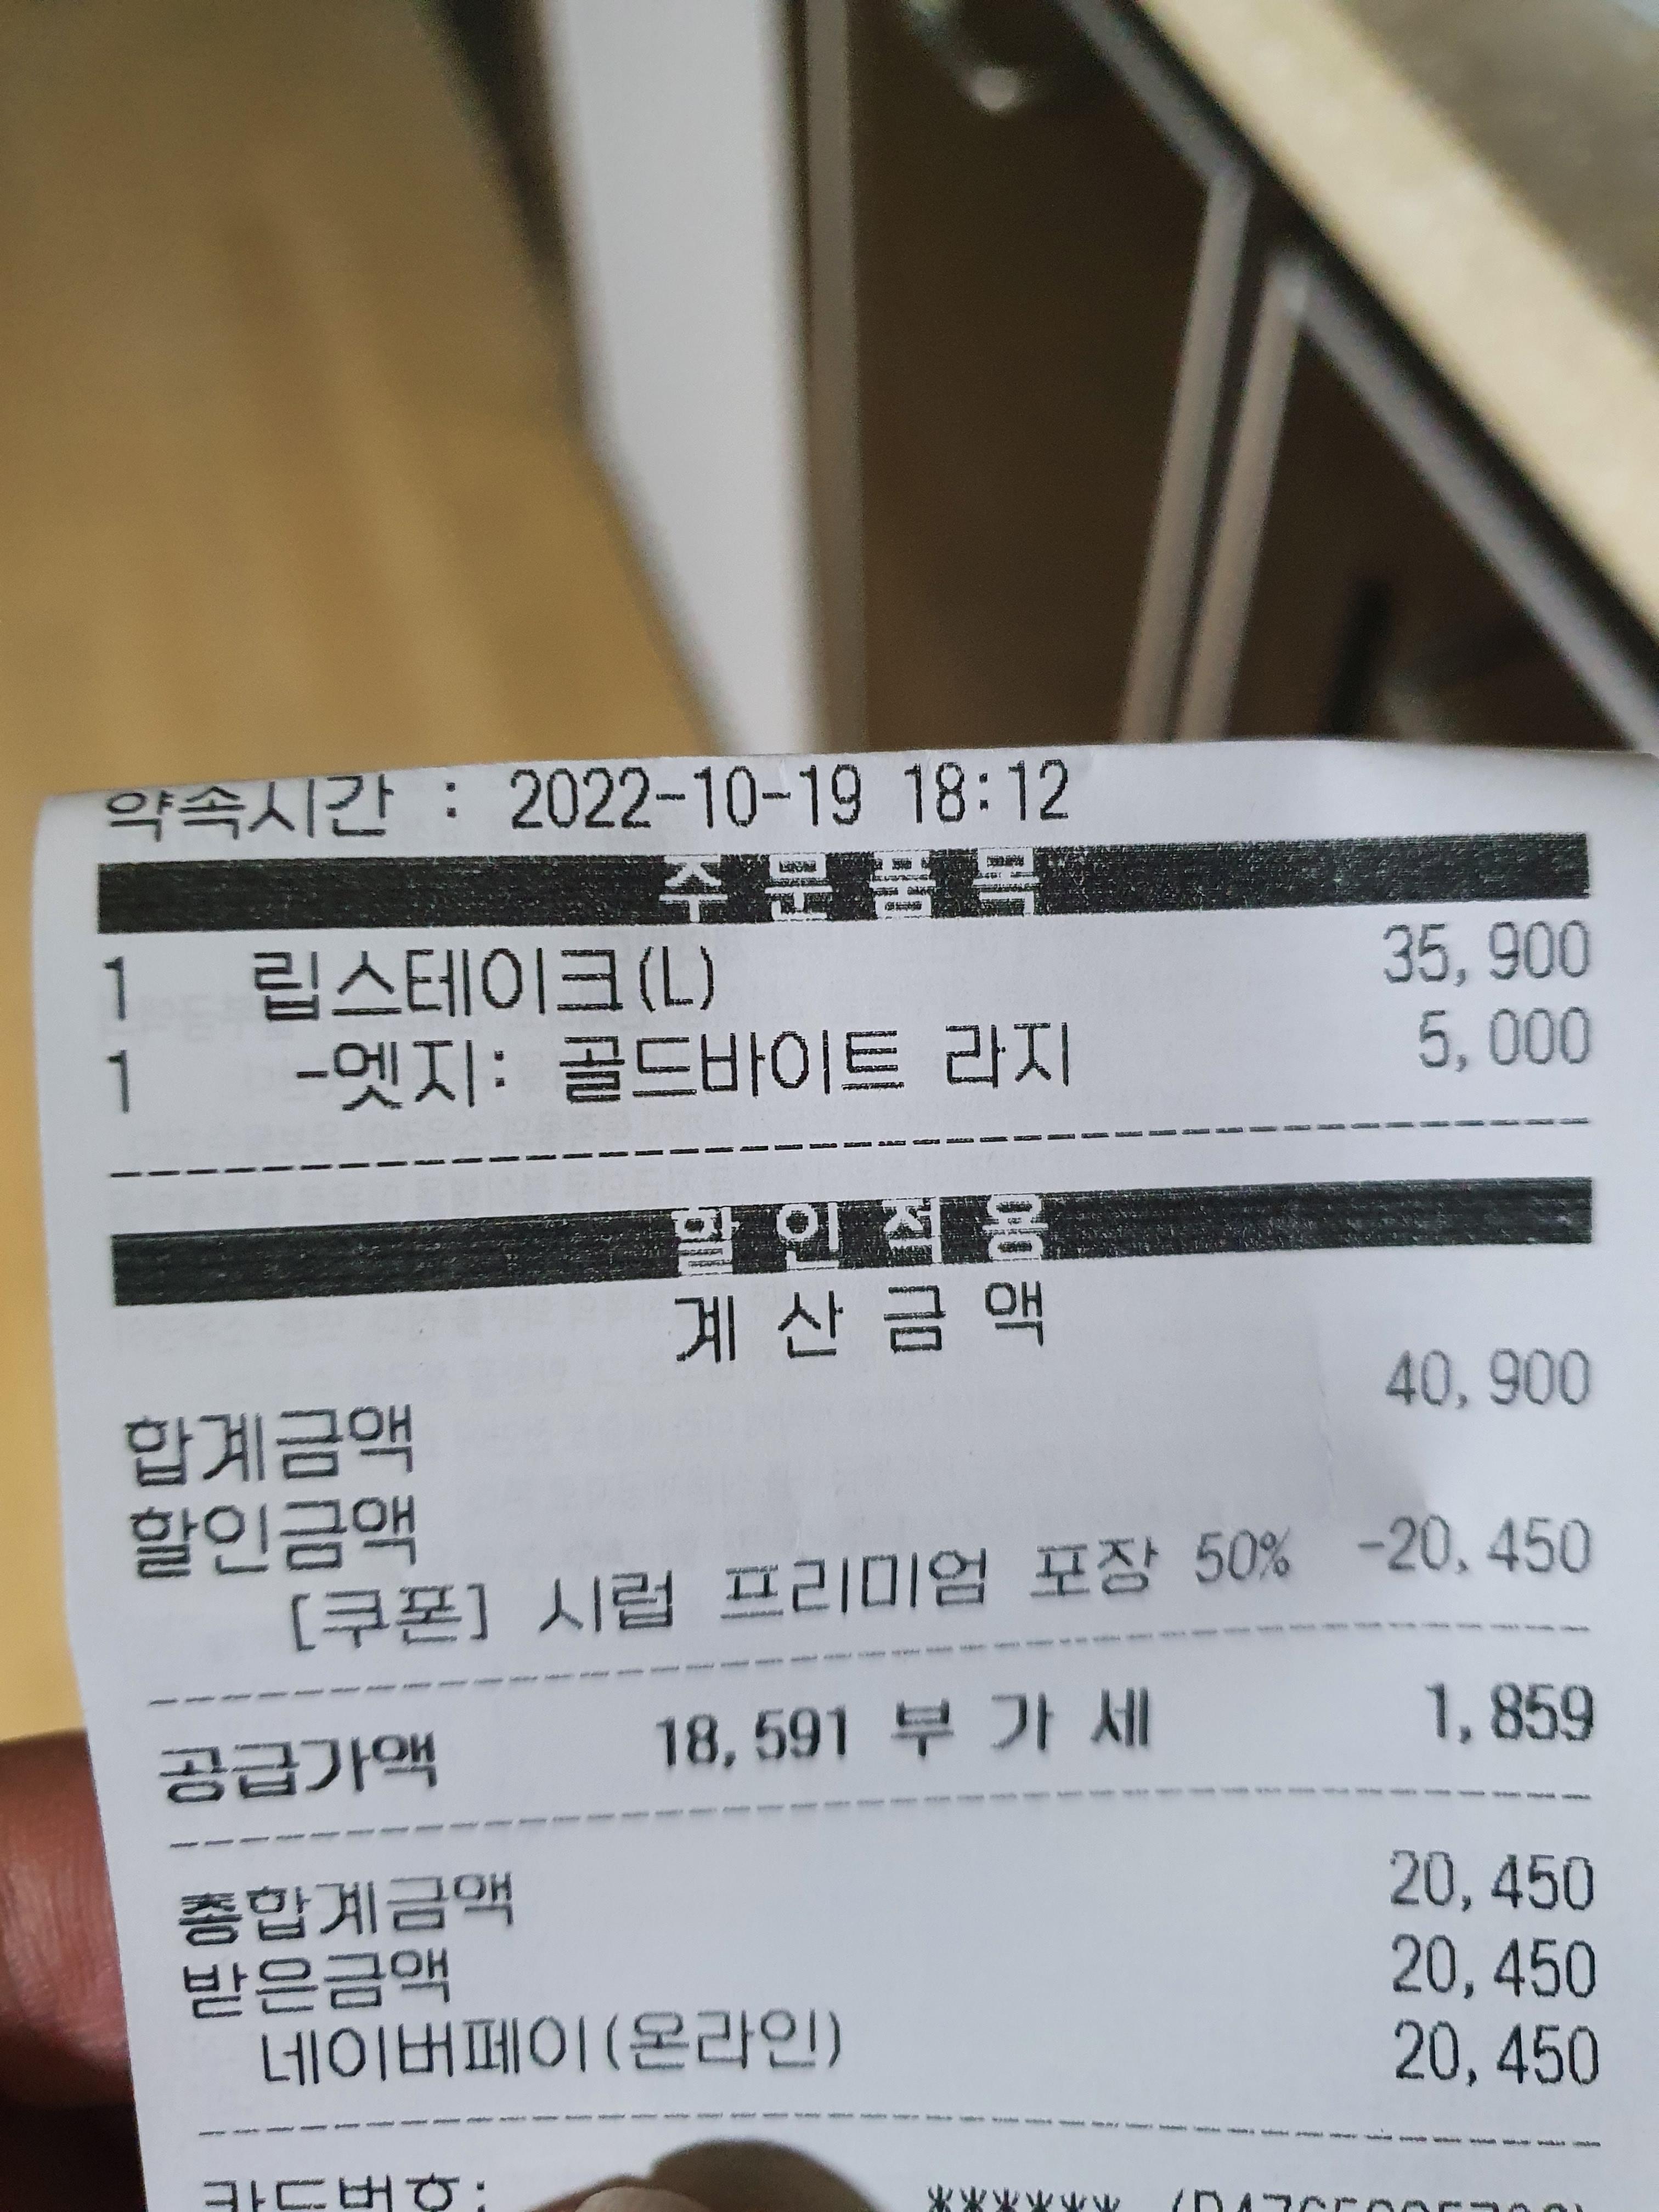 약속시간 : 2022-10-19 18:12
주문품목
1 립스테이크(L) 35,900
1 -엣지: 골드바이트 라지 5,000
할인적용
계산금액
합계금액 40,900
할인금액
[쿠폰] 시럽 프리미엄 포장 50% -20,450
공급가액 18,591 부가세 1,859
총합계금액 20,450
받은금액 20,450
네이버페이(온라인) 20,450
카드번호: ******